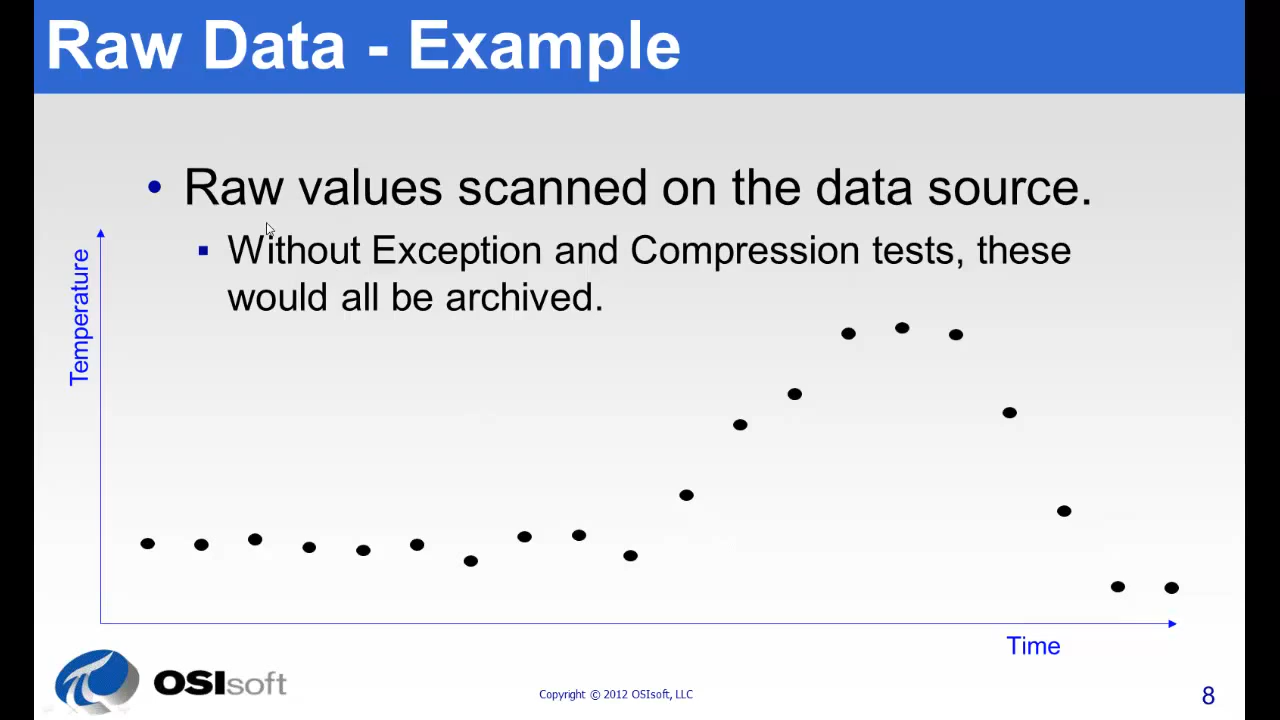 Raw Data - Example
• Raw values scanned on the data source.
▪ Without Exception and Compression tests, these
would all be archived.
Temperature
Time
OSIsoft
Copyright © 2012 OSIsoft, LLC
8